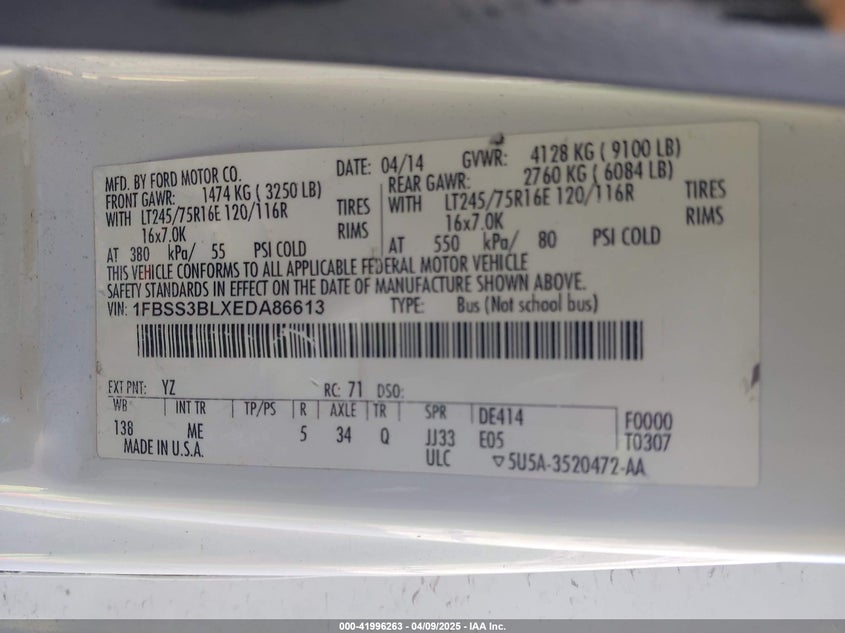 MFD. BY FORD MOTOR CO. DATE: 04/14 GVWR: 4128 KG ( 9100 LB)
FRONT GAWR: 1474 KG ( 3250 LB) REAR GAWR: 2760 KG ( 6084 LB)
WITH LT245/75R16E 120/116R TIRES WITH LT245/75R16E 120/116R TIRES
16x7.0K RIMS 16x7.0K RIMS
AT 380 kPa/ 55 PSI COLD AT 550 kPa/ 80 PSI COLD
THIS VEHICLE CONFORMS TO ALL APPLICABLE FEDERAL MOTOR VEHICLE
SAFETY STANDARDS IN EFFECT ON THE DATE OF MANUFACTURE SHOWN ABOVE.
VIN: 1FBSS3BLXEDA86613 TYPE: Bus (Not school bus)
EXT PNT: YZ RC: 71 DSO:
WB INT TR TP/PS R AXLE TR SPR DE414 F0000
138 ME 5 34 Q JJ33 E05 T0307
MADE IN U.S.A. ULC ▽5U5A-3520472-AA
000-41996263 - 04/09/2025 - IAA Inc.